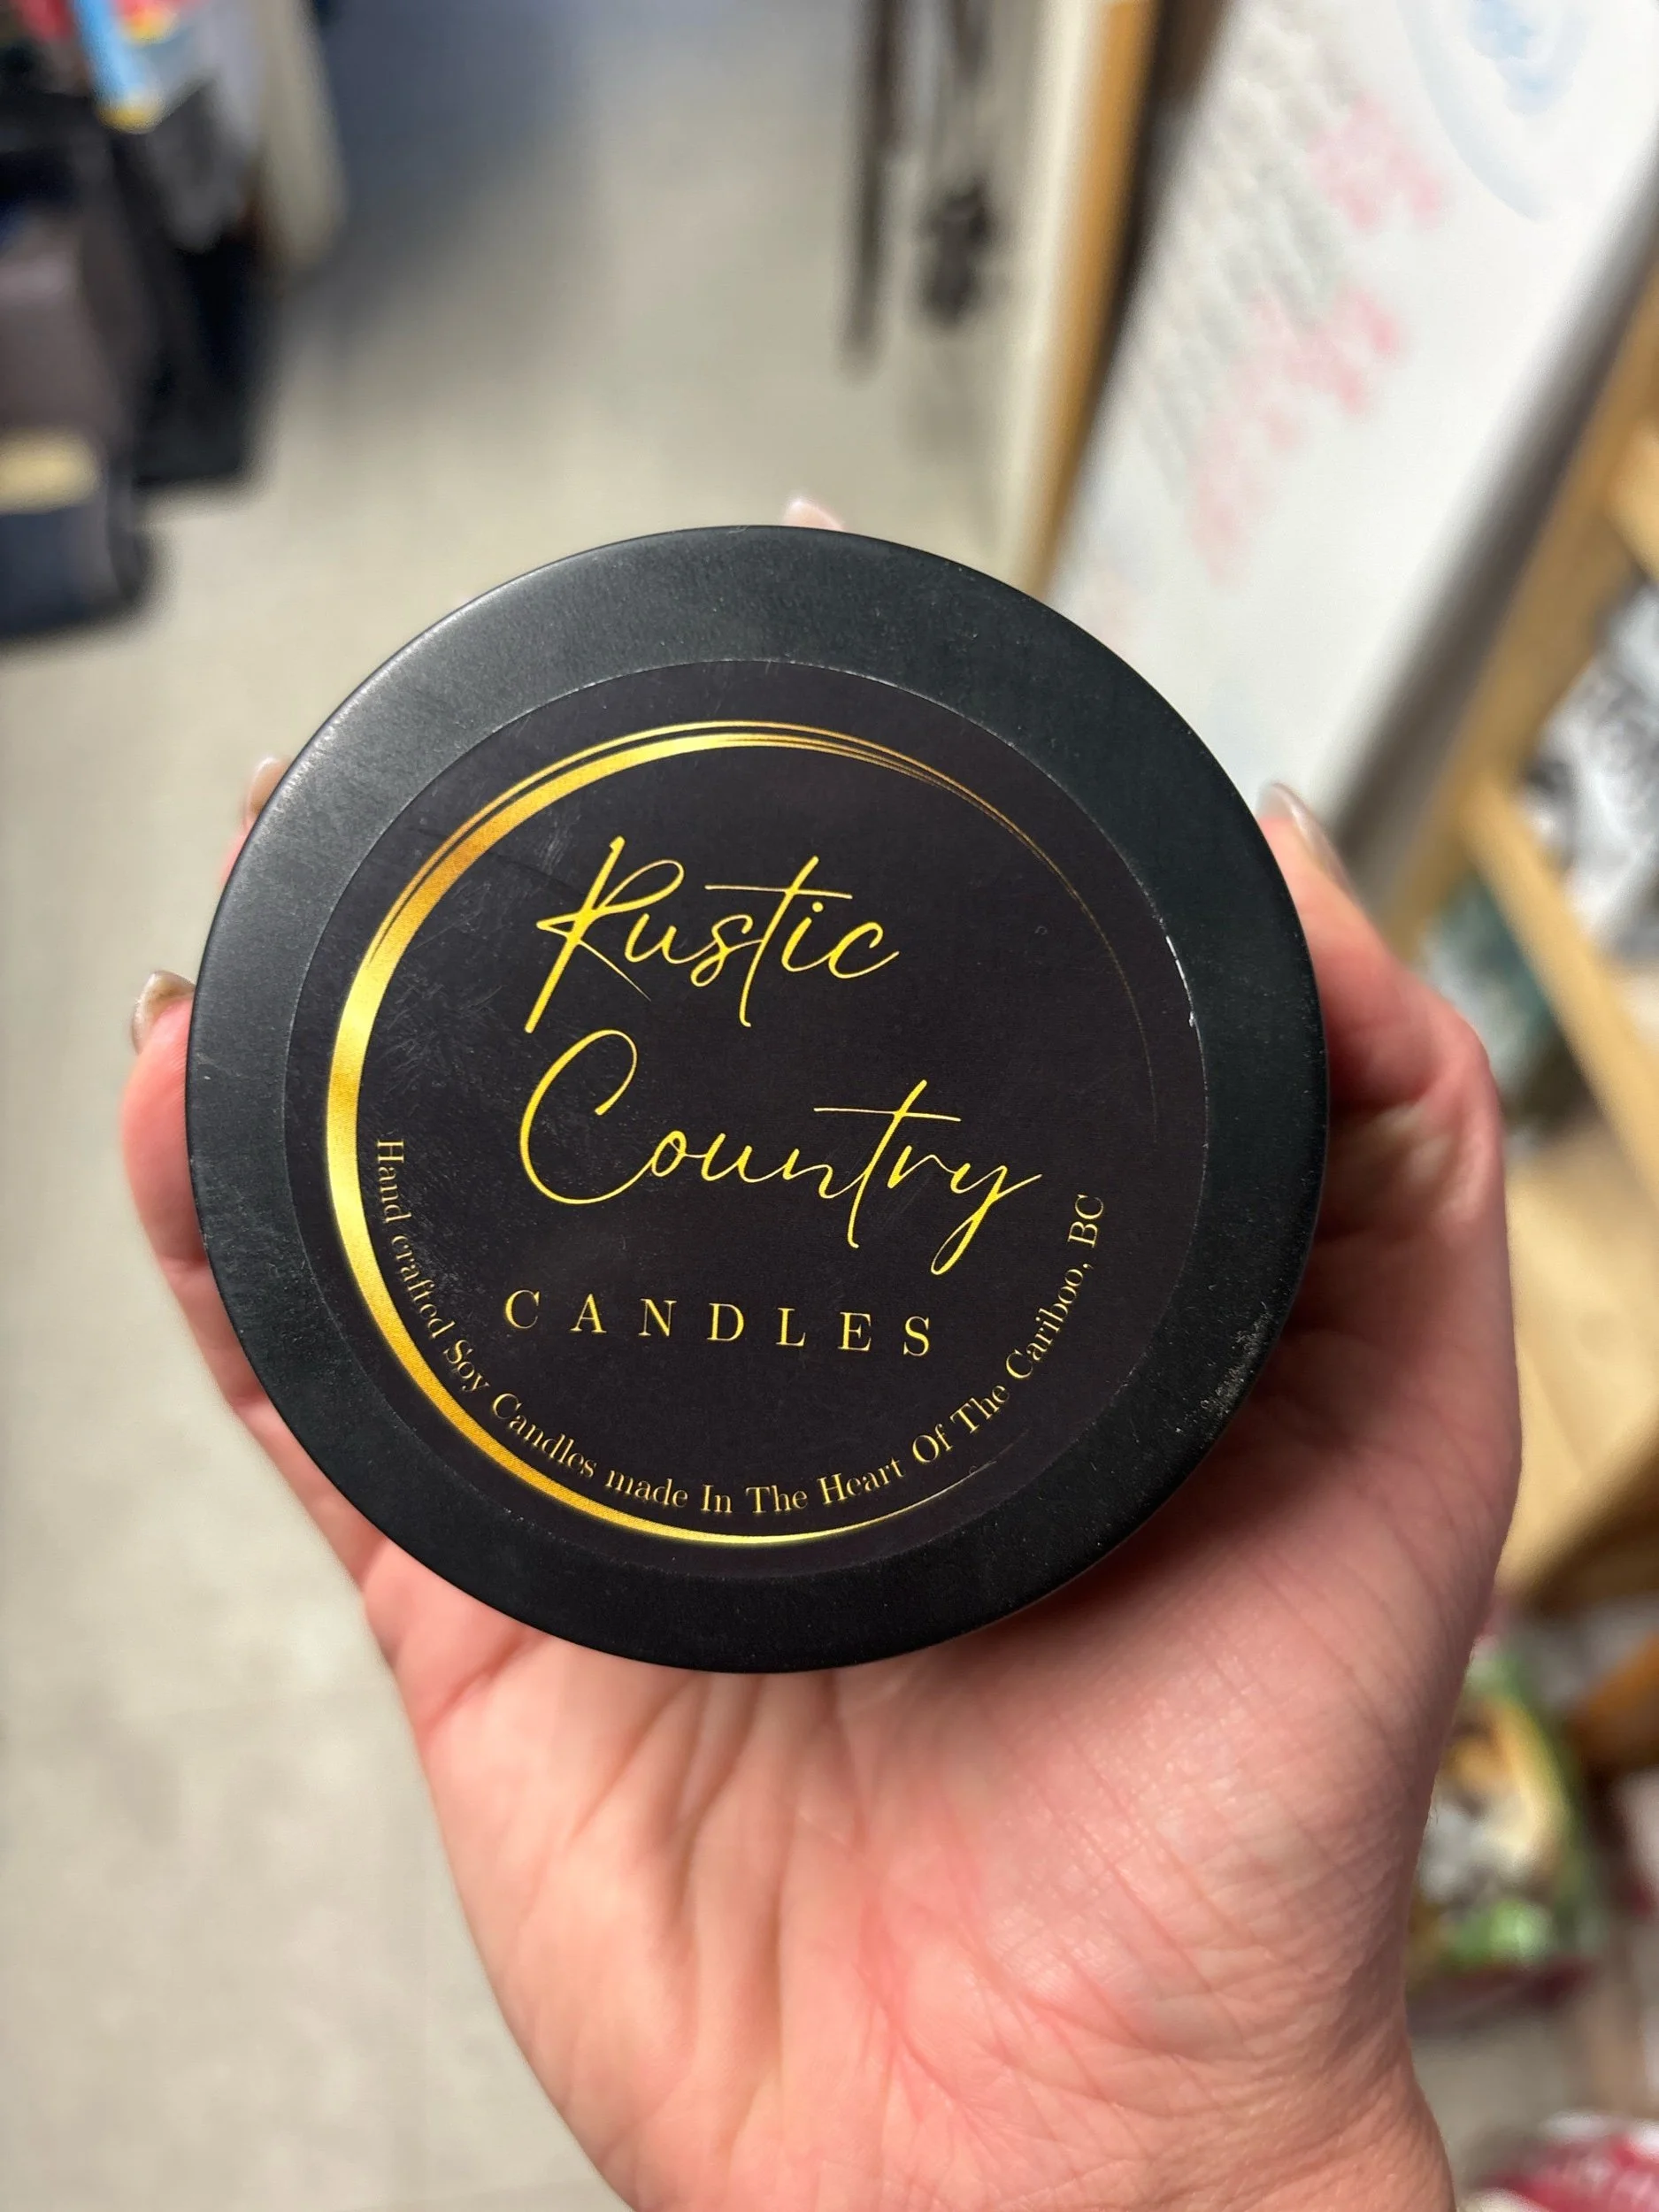 Rustic
Country
CANDLES
Hand crafted Soy Candles made In The Heart Of The Cariboo, BC